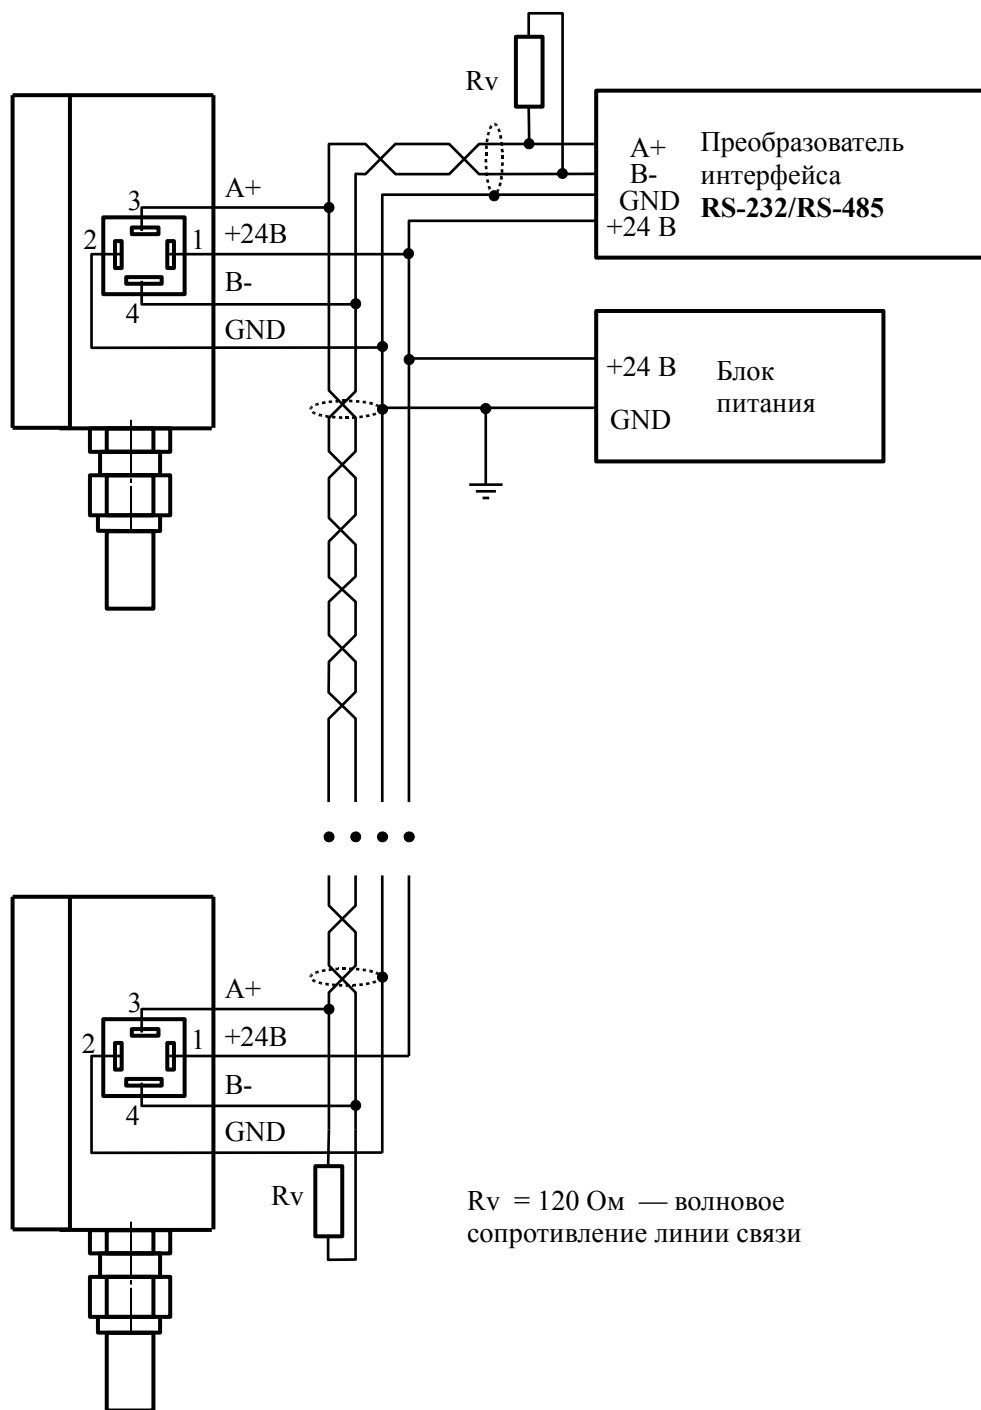 Rv
A+
B-
GND
+24 В
Преобразователь
интерфейса
RS-232/RS-485
3
A+
2
1
+24В
B-
4
GND
+24 В
GND
Блок
питания
3
A+
2
1
+24В
B-
4
GND
Rv
Rv = 120 Ом — волновое
сопротивление линии связи